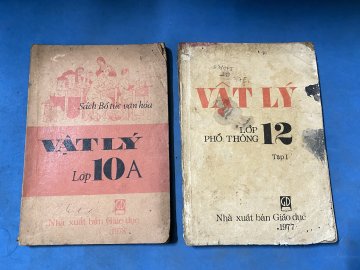 Sách Bổ túc văn hóa
VẬT LÝ
Lớp 10A
Nhà xuất bản Giáo dục
1978
VẬT LÝ
LỚP 12
PHỔ THÔNG
Tập I
Nhà xuất bản Giáo dục
1977